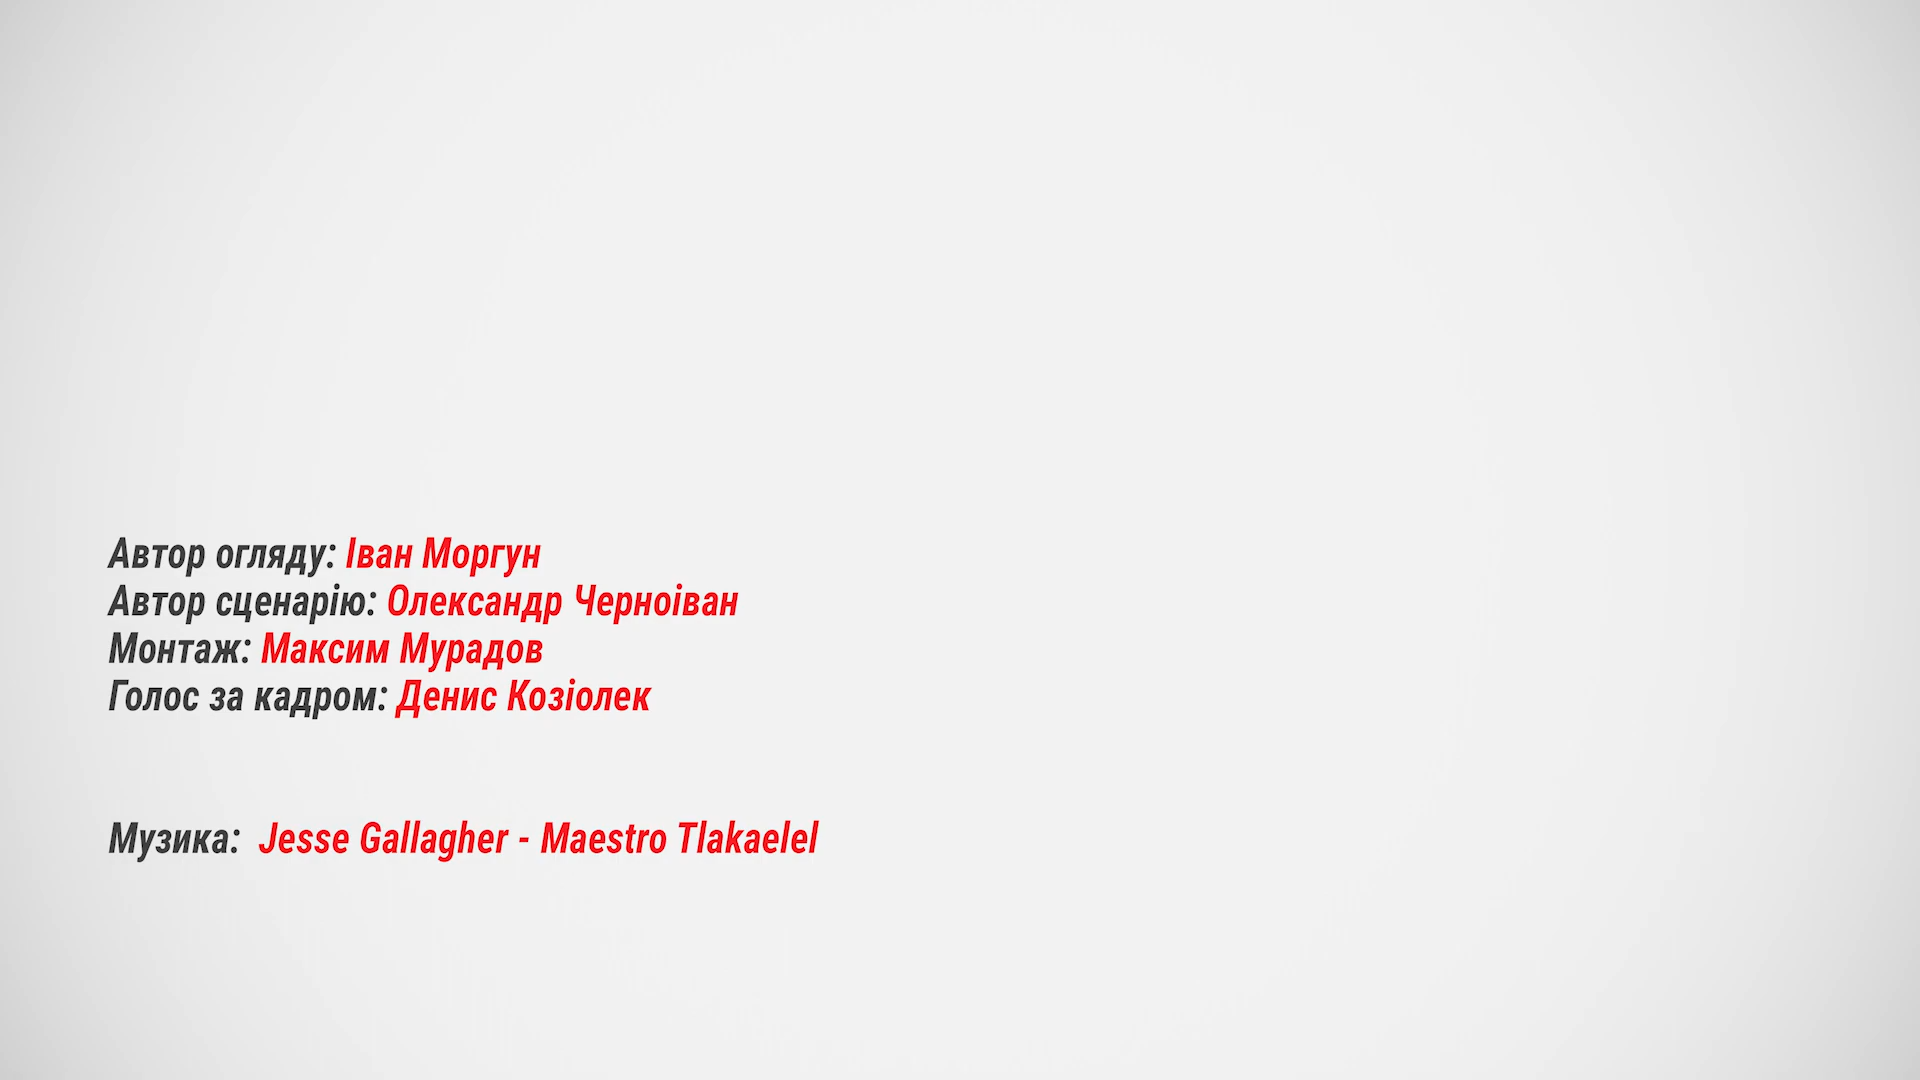 Автор огляду: Іван Моргун
Автор сценарію: Олександр Черноіван
Монтаж: Максим Мурадов
Голос за кадром: Денис Козіолек
Музика: Jesse Gallagher - Maestro Tlakaelel